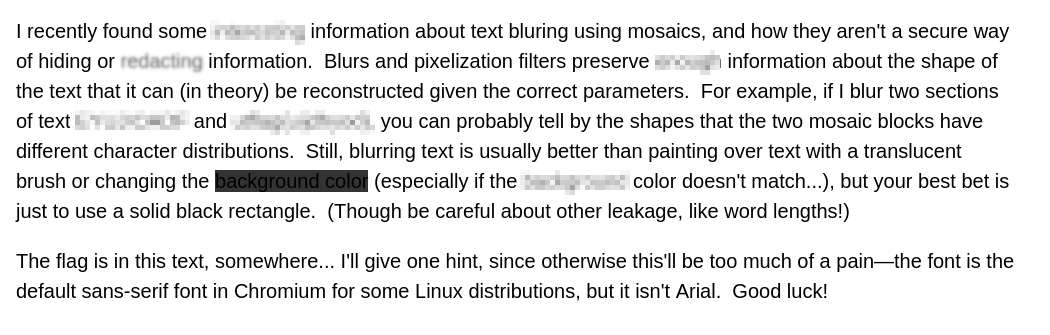 I recently found some interesting information about text bluring using mosaics, and how they aren't a secure way
of hiding or redacting information.  Blurs and pixelization filters preserve enough information about the shape of
the text that it can (in theory) be reconstructed given the correct parameters.  For example, if I blur two sections
of text and you can probably tell by the shapes that the two mosaic blocks have
different character distributions.  Still, blurring text is usually better than painting over text with a translucent
brush or changing the background color (especially if the background color doesn't match...), but your best bet is
just to use a solid black rectangle.  (Though be careful about other leakage, like word lengths!)
The flag is in this text, somewhere... I'll give one hint, since otherwise this'll be too much of a pain—the font is the
default sans-serif font in Chromium for some Linux distributions, but it isn't Arial.  Good luck!